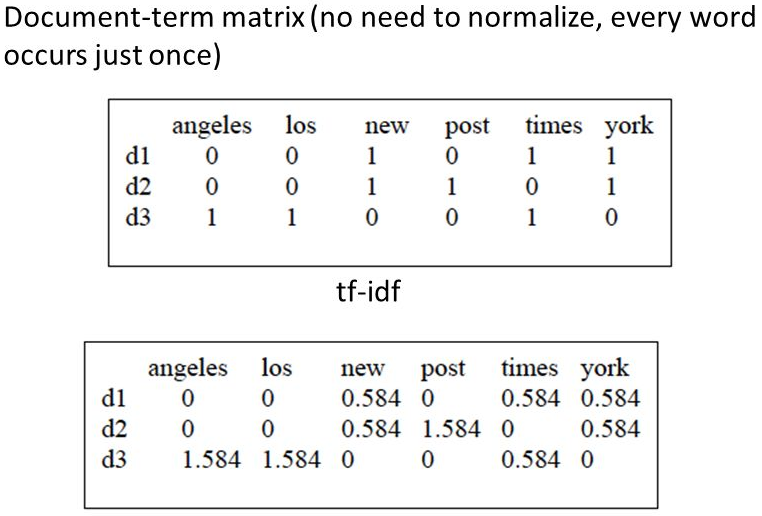 Document-term matrix (no need to normalize, every word
occurs just once)
angeles los new post times york
d1 0 0 1 0 1 1
d2 0 0 1 1 0 1
d3 1 1 0 0 1 0
tf-idf
angeles los new post times york
d1 0 0 0.584 0 0.584 0.584
d2 0 0 0.584 1.584 0 0.584
d3 1.584 1.584 0 0 0.584 0